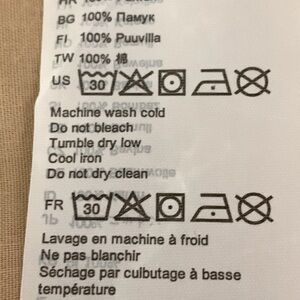 BG 100% Памук
FI 100% Puuvilla
TW 100% 棉
US 30
Machine wash cold
Do not bleach
Tumble dry low
Cool iron
Do not dry clean
FR 30
Lavage en machine à froid
Ne pas blanchir
Séchage par culbutage à basse
température